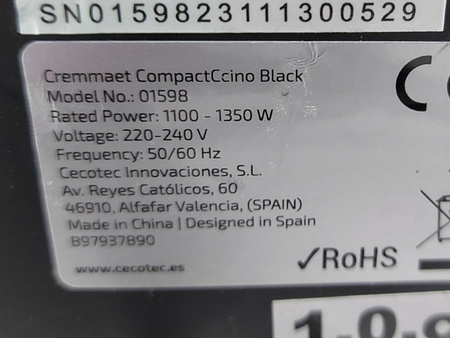 SN0159823111300529
Cremmaet CompactCcino Black
Model No.: 01598
Rated Power: 1100 - 1350 W
Voltage: 220-240 V
Frequency: 50/60 Hz
Cecotec Innovaciones, S.L.
Av. Reyes Católicos, 60
46910, Alfafar Valencia, (SPAIN)
Made in China | Designed in Spain
B97937890
www.cecotec.es
✓RoHS